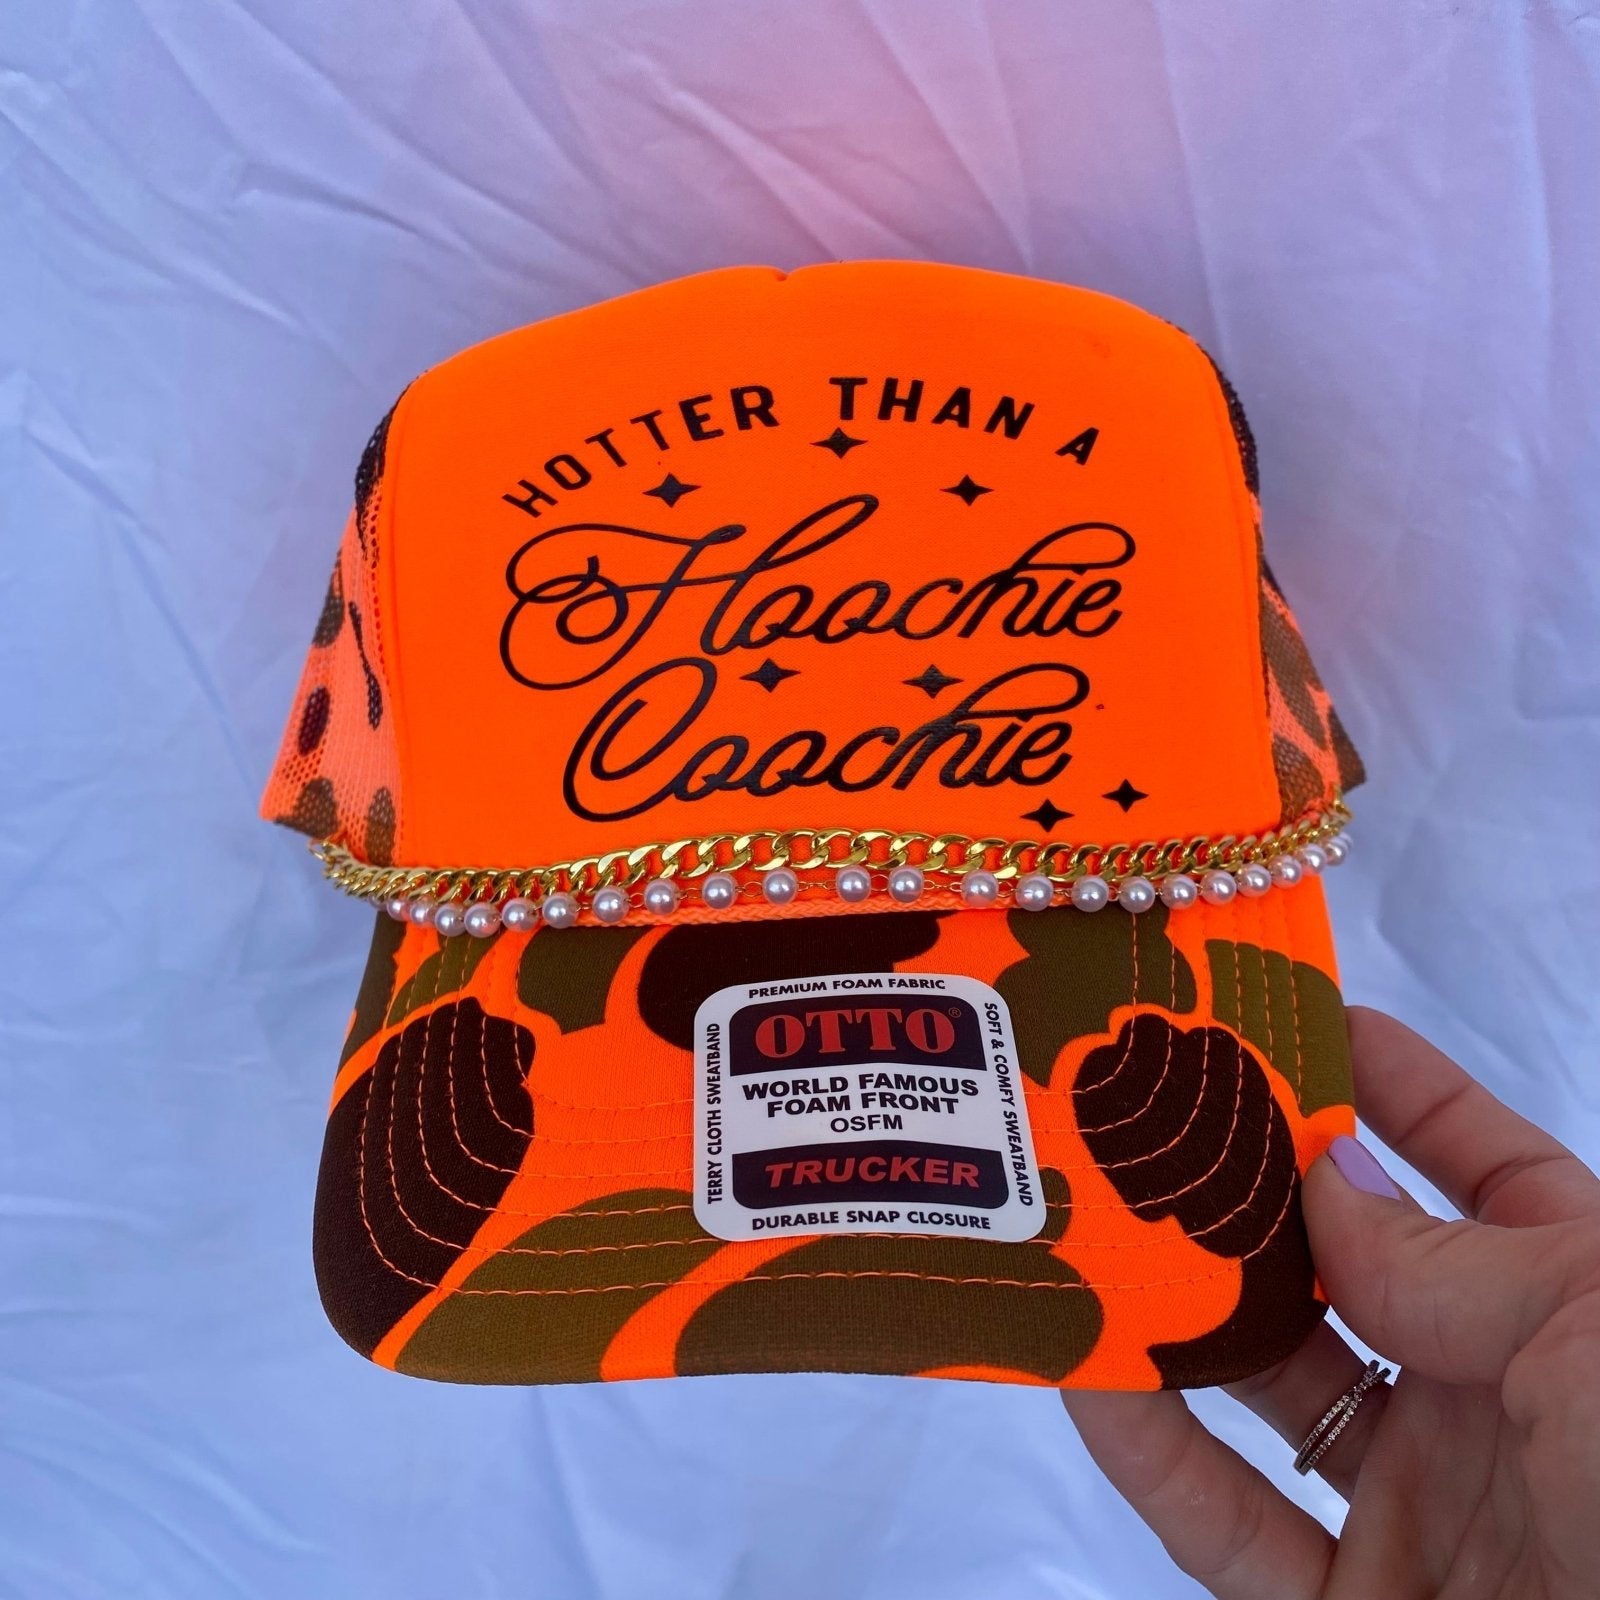 HOTTER THAN A
Hoochie
Coochie
PREMIUM FOAM FABRIC
OTTO®
WORLD FAMOUS
FOAM FRONT
OSFM
TRUCKER
DURABLE SNAP CLOSURE
TERRY CLOTH SWEATBAND
SOFT & COMFY SWEATBAND